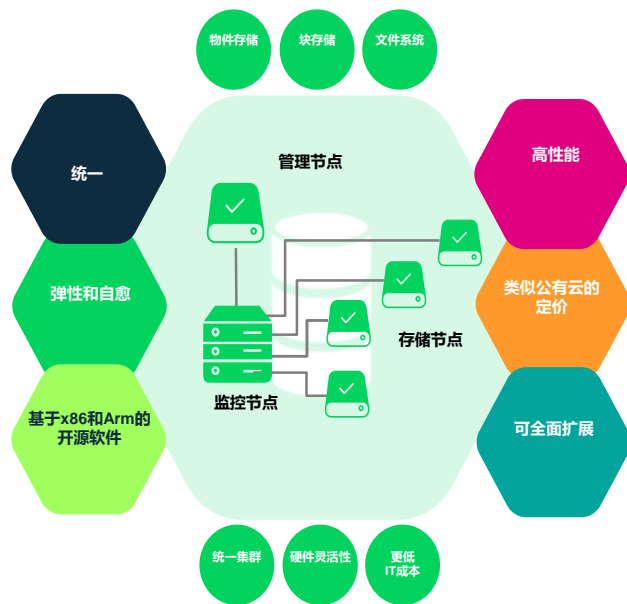 物件存储
块存储
文件系统
统一
弹性和自愈
基于x86和Arm的
开源软件
管理节点
存储节点
监控节点
高性能
类似公有云的
定价
可全面扩展
统一集群
硬件灵活性
更低
IT成本